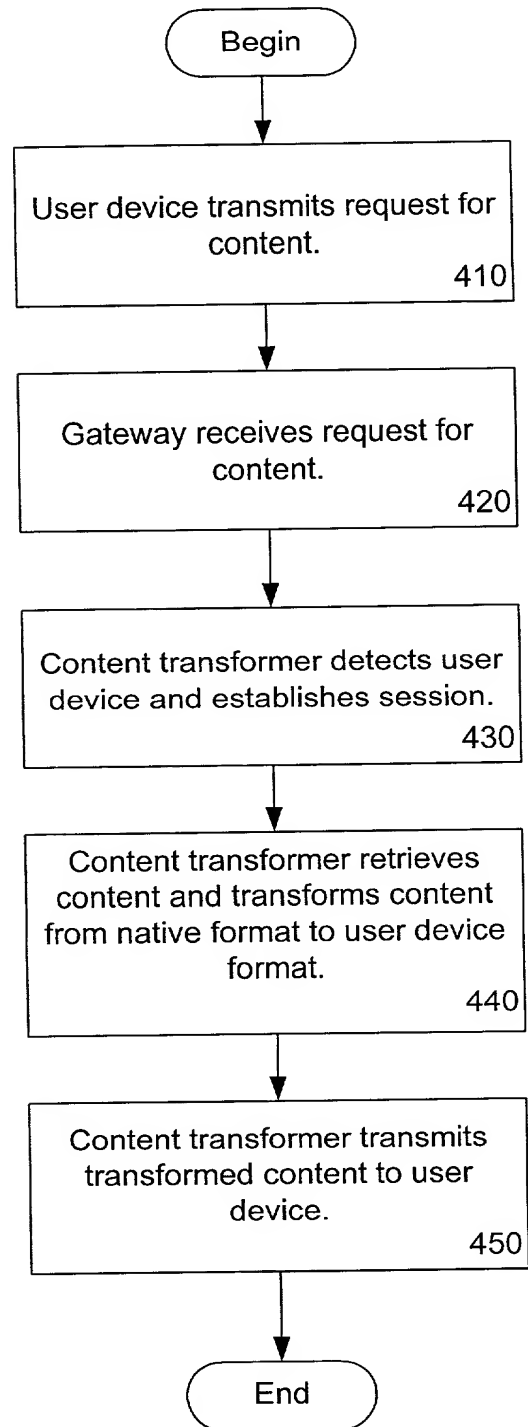 Begin
User device transmits request for
content.
410
Gateway receives request for
content.
420
Content transformer detects user
device and establishes session.
430
Content transformer retrieves
content and transforms content
from native format to user device
format.
440
Content transformer transmits
transformed content to user
device.
450
End